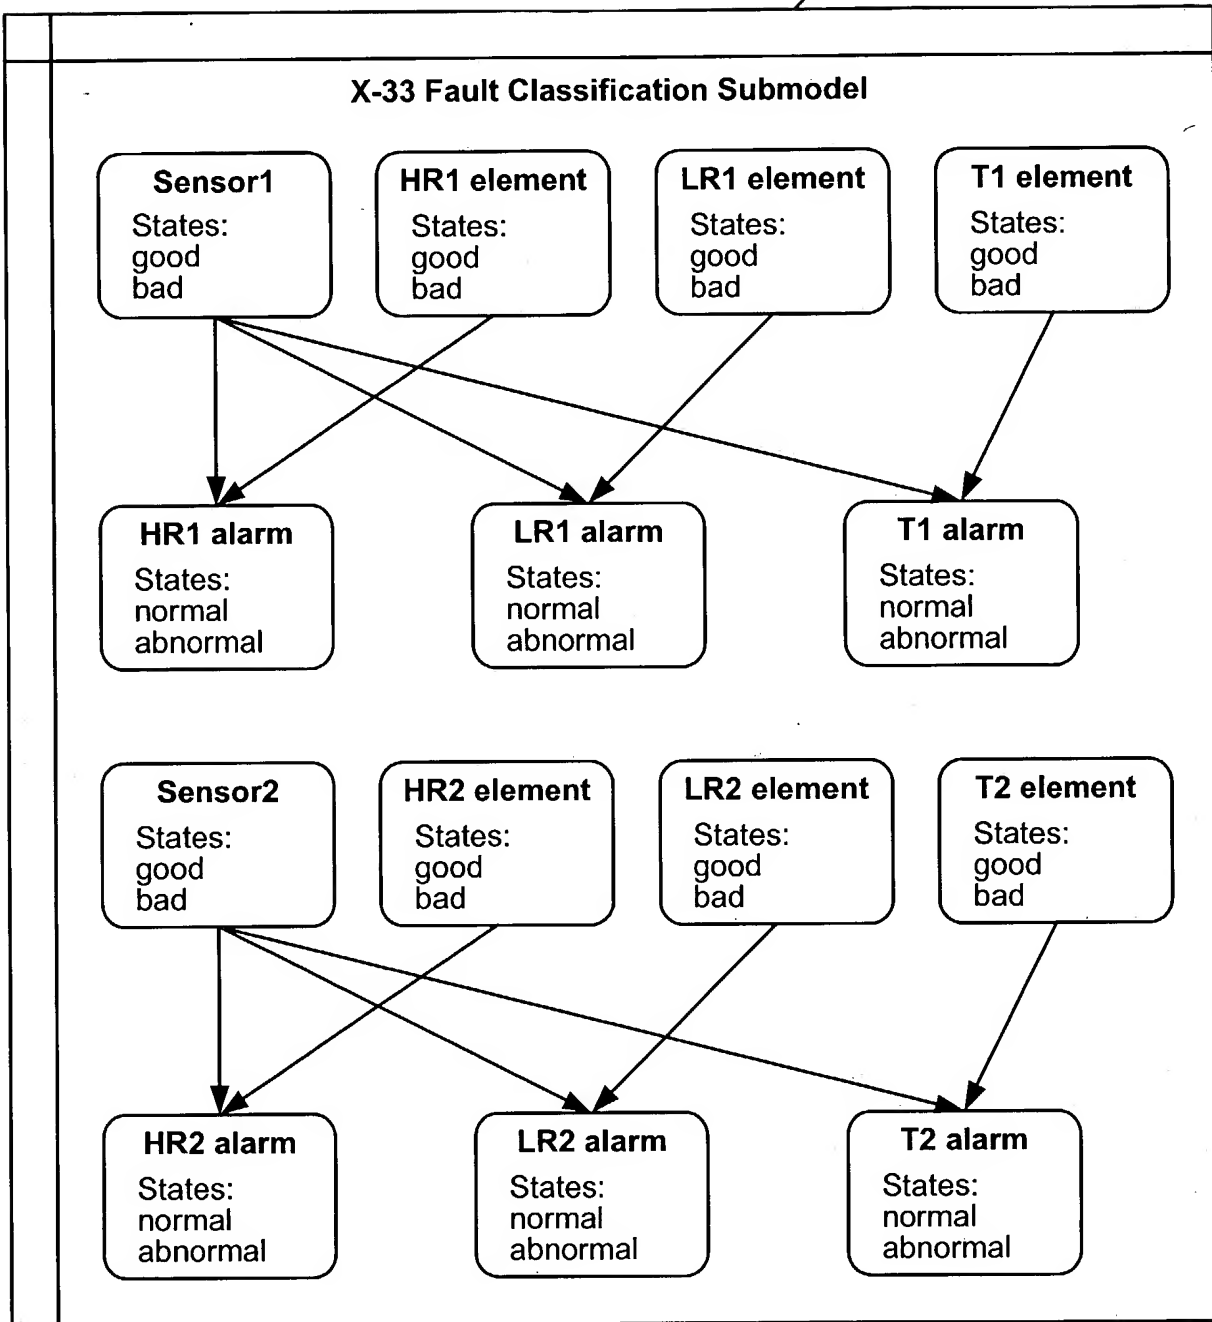 X-33 Fault Classification Submodel
Sensor1
States:
good
bad
HR1 element
States:
good
bad
LR1 element
States:
good
bad
T1 element
States:
good
bad
HR1 alarm
States:
normal
abnormal
LR1 alarm
States:
normal
abnormal
T1 alarm
States:
normal
abnormal
Sensor2
States:
good
bad
HR2 element
States:
good
bad
LR2 element
States:
good
bad
T2 element
States:
good
bad
HR2 alarm
States:
normal
abnormal
LR2 alarm
States:
normal
abnormal
T2 alarm
States:
normal
abnormal